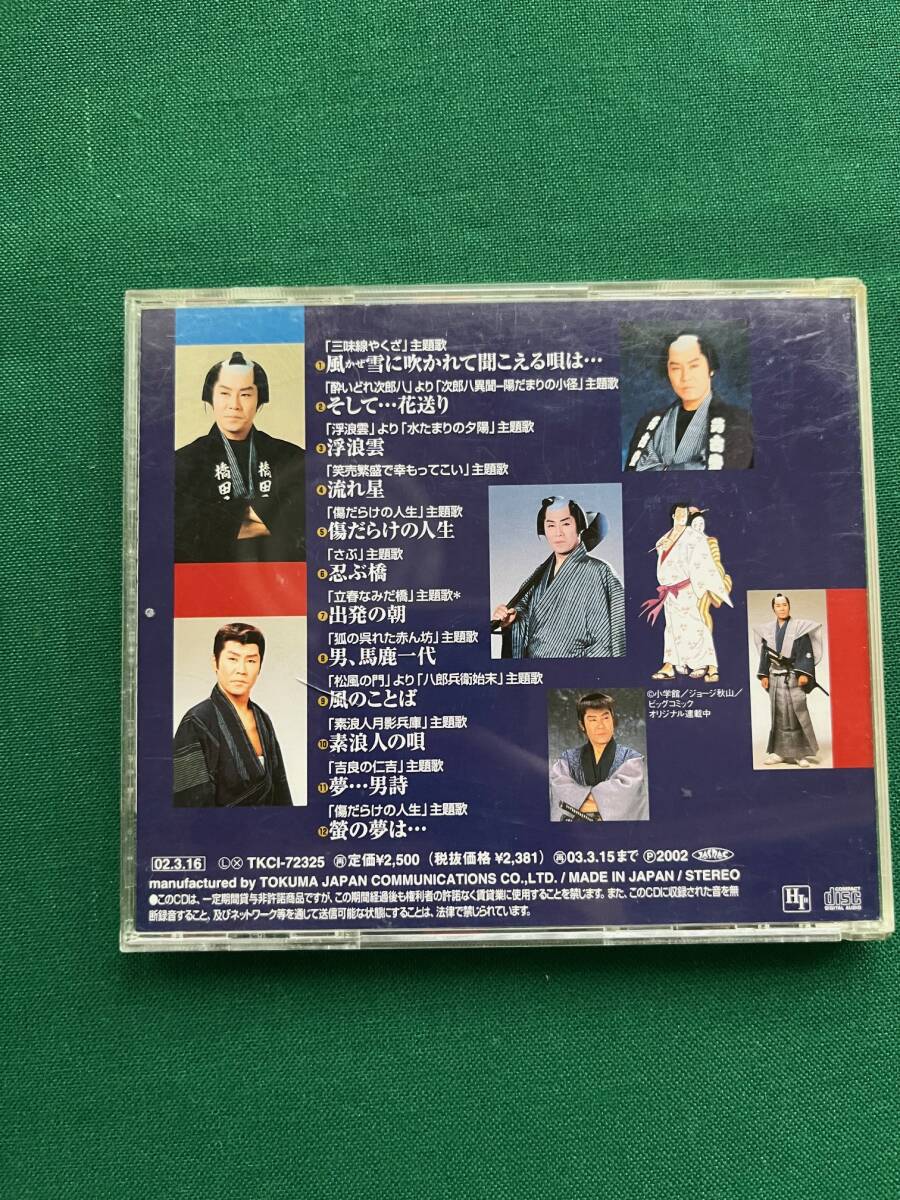 「三味線やくざ」主題歌
1 風かぜ雪に吹かれて聞こえる唄は…
「酔いどれ次郎八」より「次郎八異聞−陽だまりの小径」主題歌
2 そして…花送り
「浮浪雲」より「水たまりの夕陽」主題歌
3 浮浪雲
「笑売繁盛で幸もってこい」主題歌
4 流れ星
「傷だらけの人生」主題歌
5 傷だらけの人生
「さぶ」主題歌
6 忍ぶ橋
「立春なみだ橋」主題歌*
7 出発の朝
「狐の呉れた赤ん坊」主題歌
8 男、馬鹿一代
「松風の門」より「八郎兵衛始末」主題歌
9 風のことば
「素浪人月影兵庫」主題歌
10 素浪人の唄
「吉良の仁吉」主題歌
11 夢…男詩
「傷だらけの人生」主題歌
12 螢の夢は…
橋田
橋田
©小学館/ジョージ秋山/
ビッグコミック
オリジナル連載中
02.3.16 Ⓛ X TKCI-72325 再 定価¥2,500(税抜価格 ¥2,381) 再 03.3.15まで Ⓟ2002 JASRAC
manufactured by TOKUMA JAPAN COMMUNICATIONS CO.,LTD. / MADE IN JAPAN / STEREO
●このCDは、一定期間貸与非許諾商品ですが、この期間経過後も権利者の許諾なく賃貸業に使用することを禁じます。また、このCDに収録された音を無
断録音すること、及びネットワーク等を通じて送信可能な状態にすることは、法律で禁じられています。
COMPACT
disc
DIGITAL AUDIO